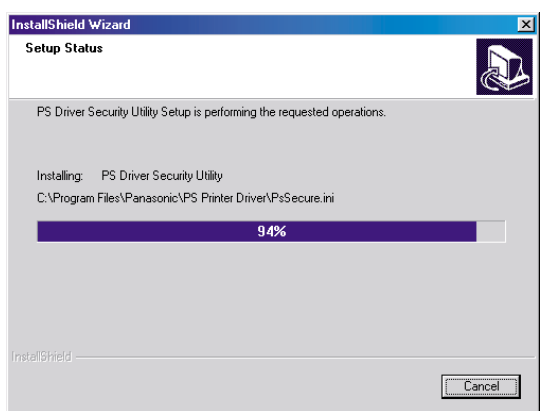 InstallShield Wizard
Setup Status
PS Driver Security Utility Setup is performing the requested operations.
Installing: PS Driver Security Utility
C:\Program Files\Panasonic\PS Printer Driver\PsSecure.ini
94%
InstallShield
Cancel